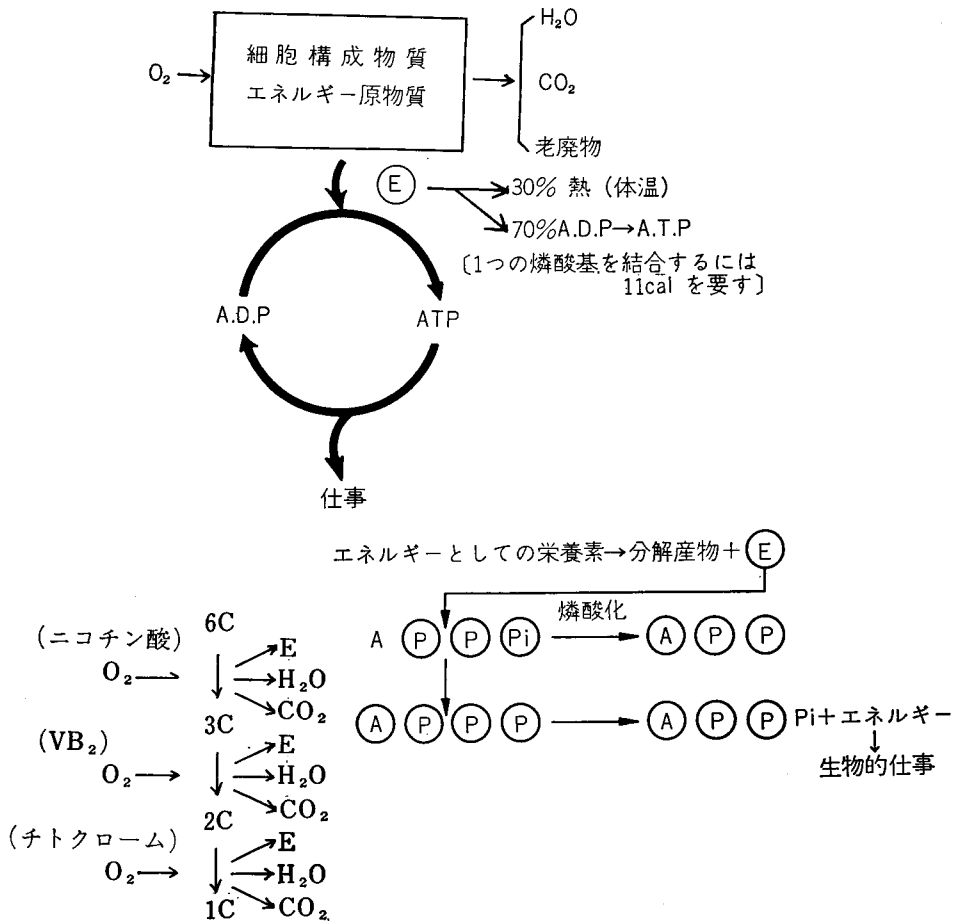 H₂O
細胞構成物質
O₂
エネルギー原物質
CO₂
老廃物
E
30% 熱 (体温)
70%A.D.P→A.T.P
〔1つの燐酸基を結合するには
11cal を要す〕
A.D.P
ATP
仕事
エネルギーとしての栄養素→分解産物+E
燐酸化
A P P Pi
A P P
A P P P
A P P Pi+エネルギー
生物的仕事
6C
(ニコチン酸)
E
O₂
H₂O
CO₂
3C
(VB₂)
E
O₂
H₂O
CO₂
2C
(チトクローム)
E
O₂
H₂O
1C
CO₂